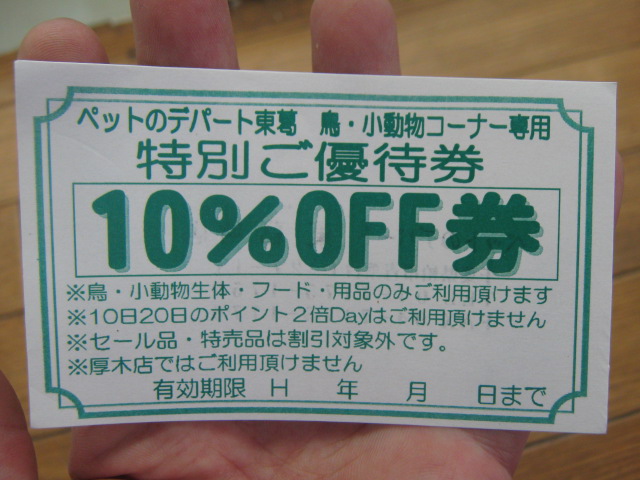 ペットのデパート東葛 鳥・小動物コーナー専用
特別ご優待券
10%OFF券
※鳥・小動物生体・フード・用品のみご利用頂けます
※10日20日のポイント2倍Dayはご利用頂けません
※セール品・特売品は割引対象外です。
※厚木店ではご利用頂けません
有効期限 H 年 月 日まで